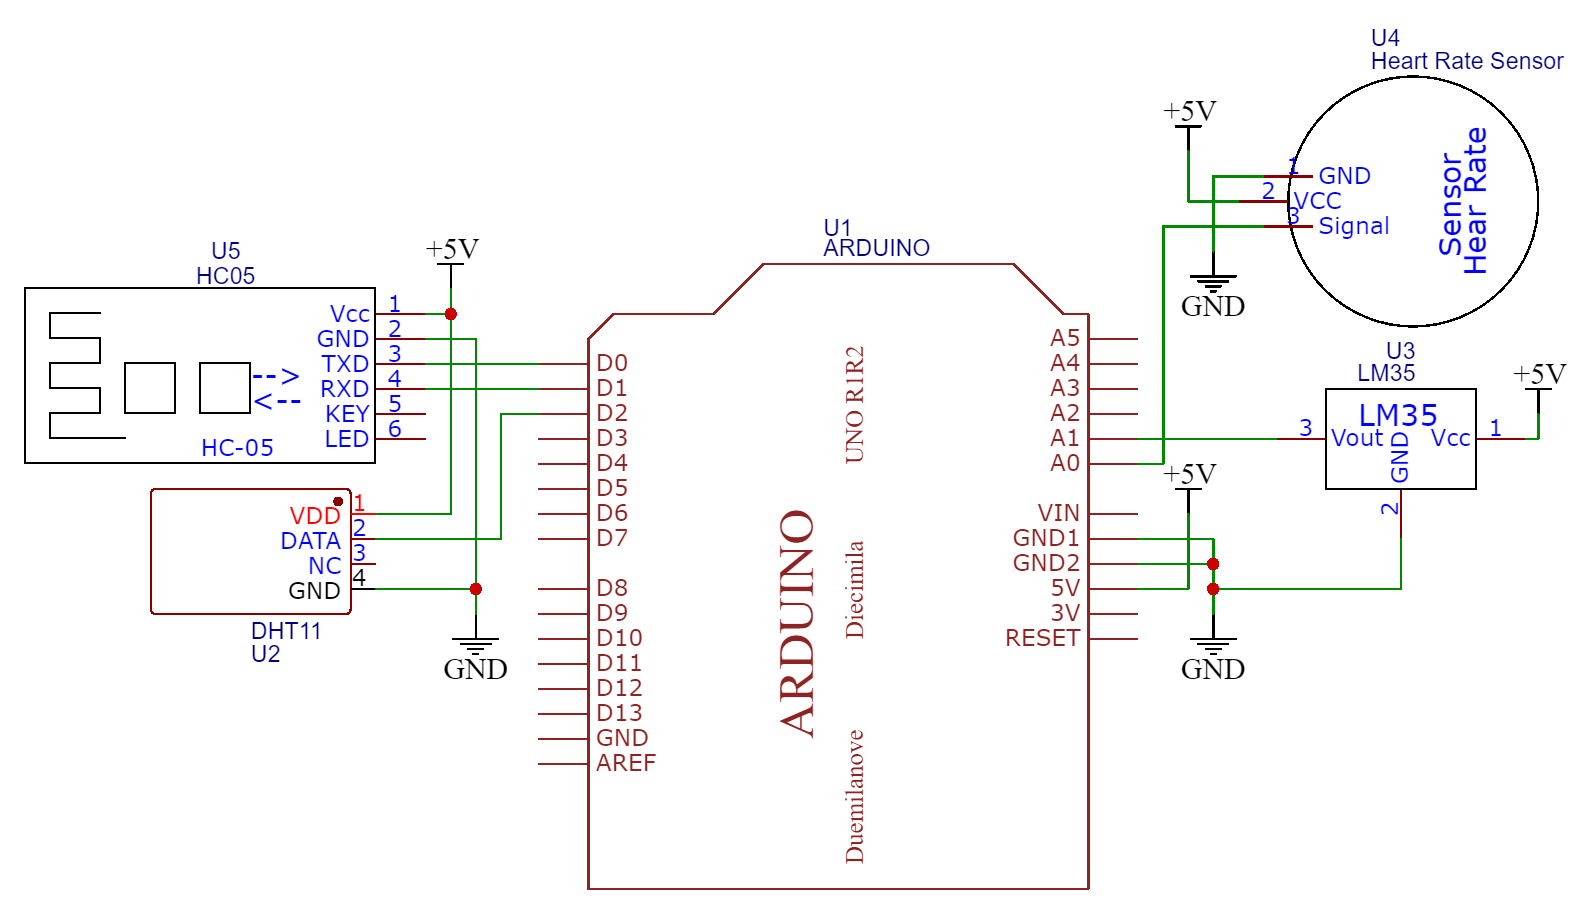 U4
Heart Rate Sensor
+5V
1
GND
2
VCC
3
Signal
Sensor
Hear Rate
GND
U5
HC05
+5V
Vcc
1
GND
2
TXD
3
RXD
4
KEY
5
LED
6
-->
<--
HC-05
VDD
1
DATA
2
NC
3
GND
4
DHT11
U2
GND
U1
ARDUINO
D0
D1
D2
D3
D4
D5
D6
D7
D8
D9
D10
D11
D12
D13
GND
AREF
UNO R1R2
ARDUINO
Diecimila
Duemilanove
A5
A4
A3
A2
A1
A0
VIN
GND1
GND2
5V
3V
RESET
+5V
GND
U3
LM35
+5V
LM35
3
Vout
GND
Vcc
1
2